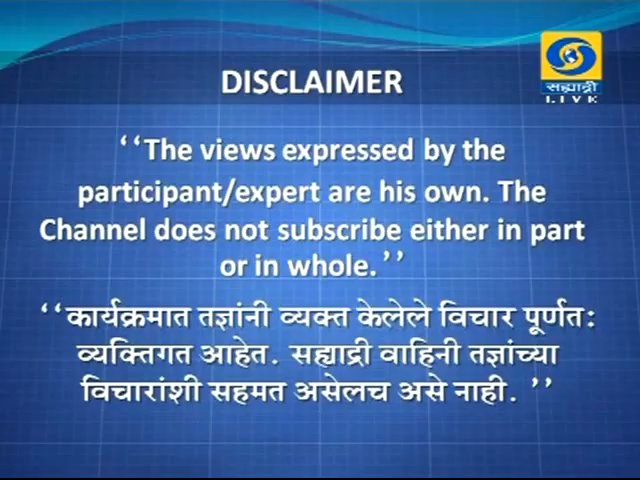 सह्याद्री
LIVE
DISCLAIMER
‘‘The views expressed by the
participant/expert are his own. The
Channel does not subscribe either in part
or in whole.’’
‘‘कार्यक्रमात तज्ञांनी व्यक्त केलेले विचार पूर्णत:
व्यक्तिगत आहेत. सह्याद्री वाहिनी तज्ञांच्या
विचारांशी सहमत असेलच असे नाही. ’’